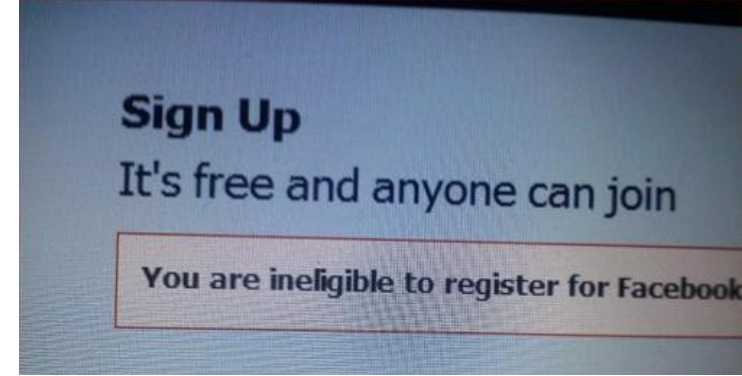 Sign Up
It's free and anyone can join
You are ineligible to register for Facebook